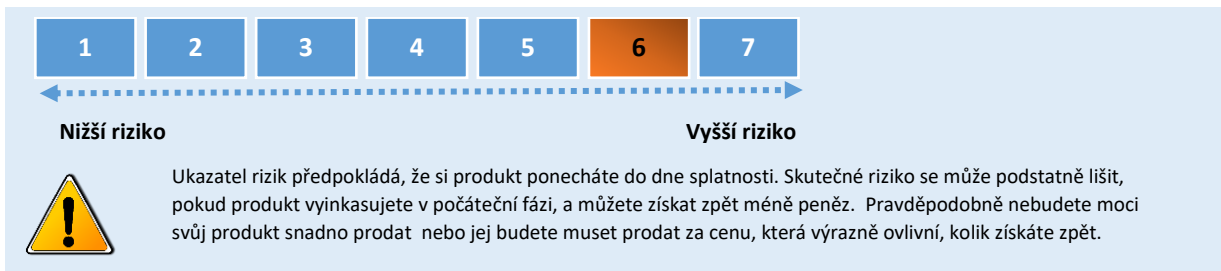 1 2 3 4 5 6 7
Nižší riziko Vyšší riziko
Ukazatel rizik předpokládá, že si produkt ponecháte do dne splatnosti. Skutečné riziko se může podstatně lišit,
pokud produkt vyinkasujete v počáteční fázi, a můžete získat zpět méně peněz.  Pravděpodobně nebudete moci
svůj produkt snadno prodat  nebo jej budete muset prodat za cenu, která výrazně ovlivní, kolik získáte zpět.